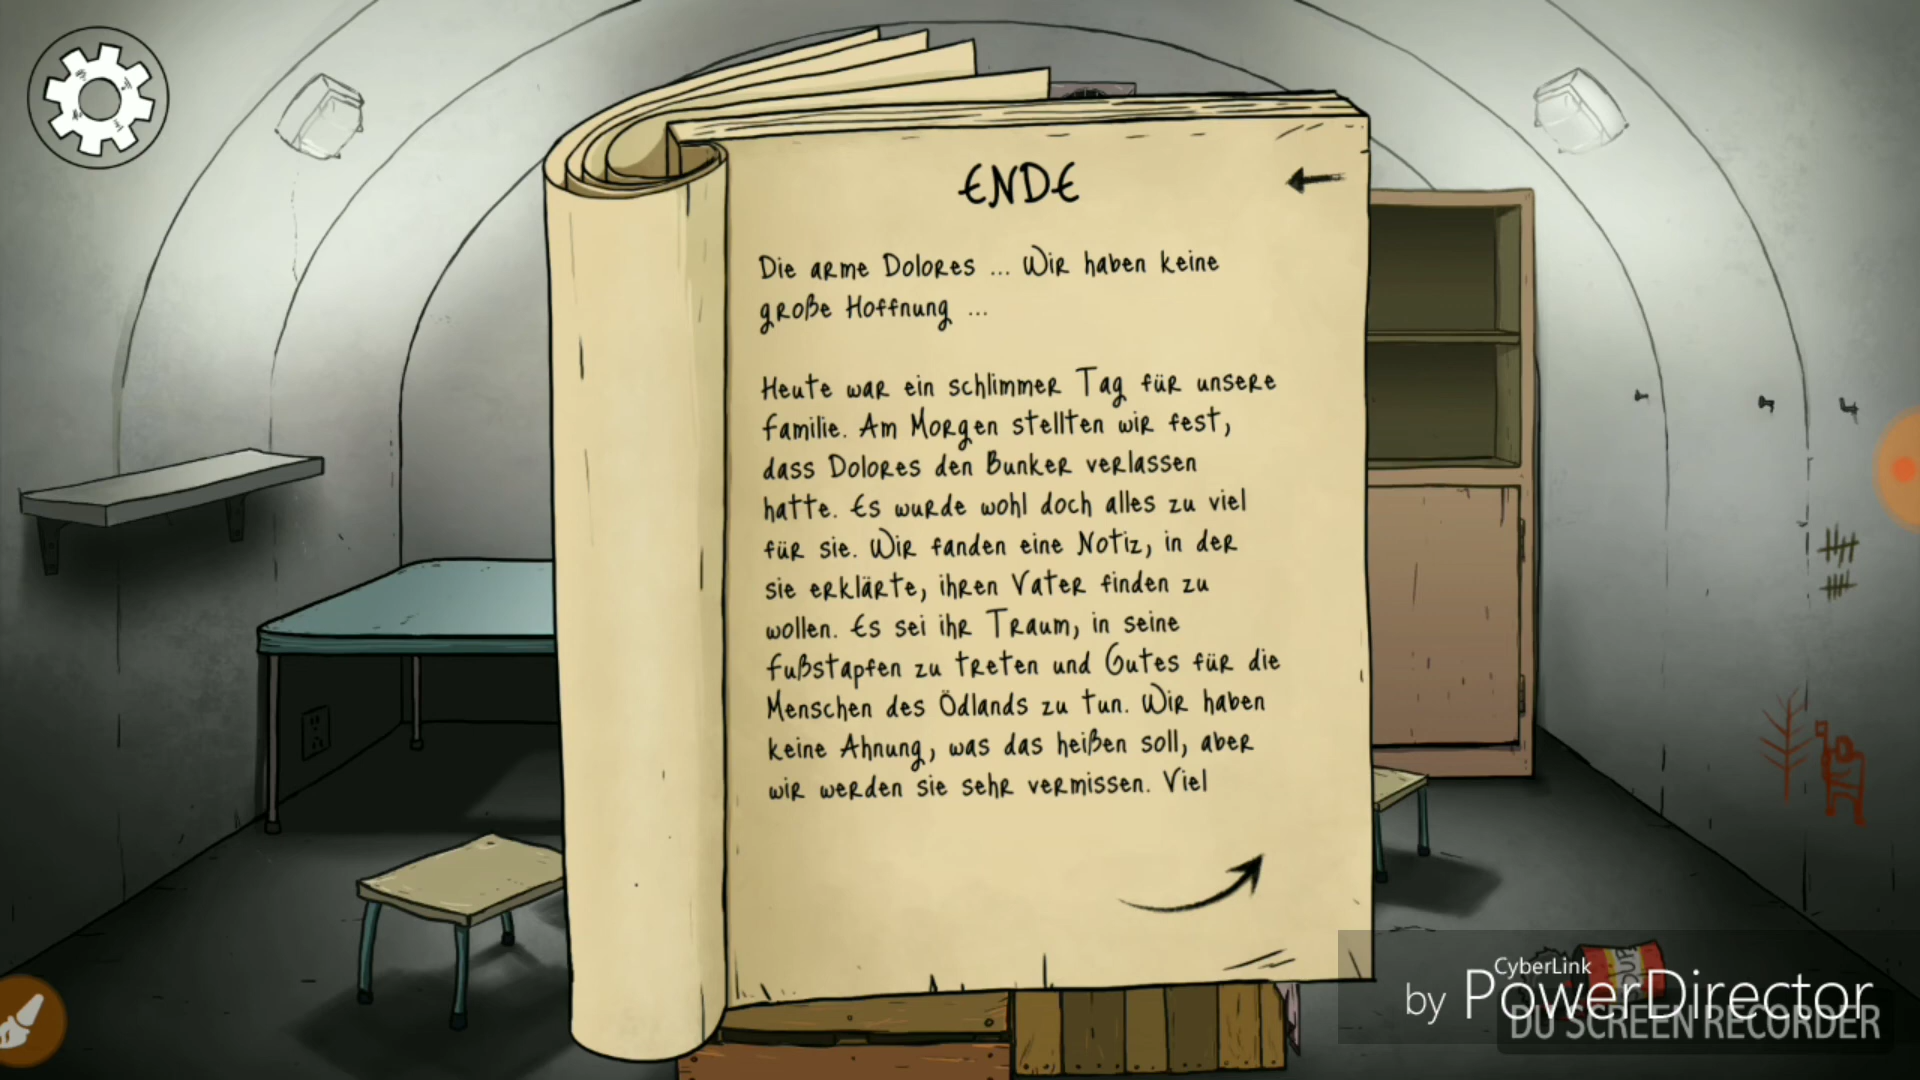 ENDE
Die arme Dolores ... Wir haben keine
große Hoffnung ...
Heute war ein schlimmer Tag für unsere
Familie. Am Morgen stellten wir fest,
dass Dolores den Bunker verlassen
hatte. Es wurde wohl doch alles zu viel
für sie. Wir fanden eine Notiz, in der
sie erklärte, ihren Vater finden zu
wollen. Es sei ihr Traum, in seine
Fußstapfen zu treten und Gutes für die
Menschen des Ödlands zu tun. Wir haben
keine Ahnung, was das heißen soll, aber
wir werden sie sehr vermissen. Viel
CyberLink
by PowerDirector
DU SCREEN RECORDER